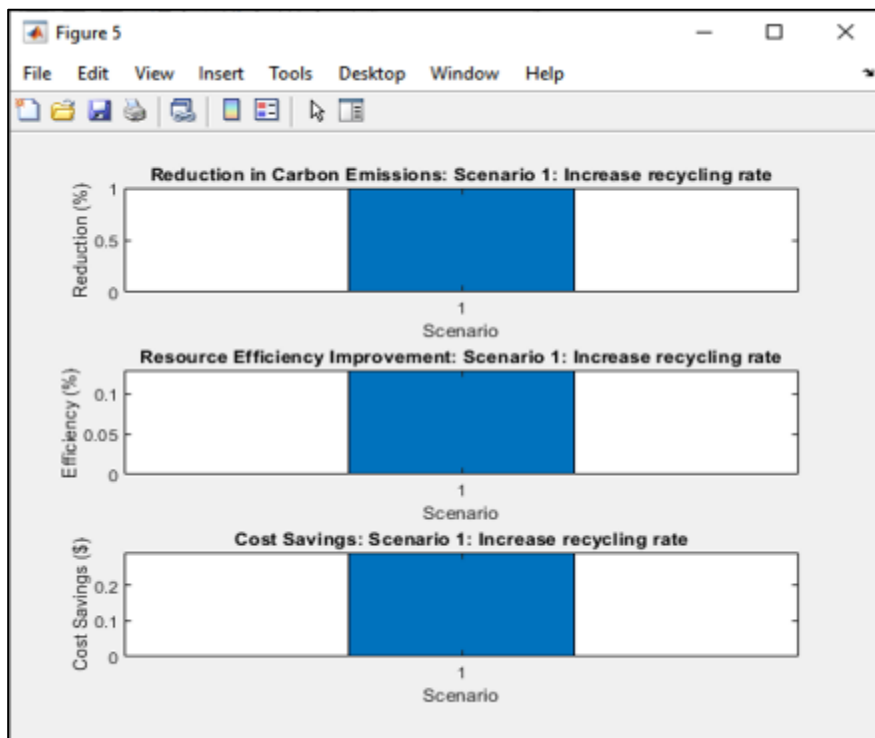 Figure 5
File Edit View Insert Tools Desktop Window Help
Reduction in Carbon Emissions: Scenario 1: Increase recycling rate
Reduction (%)
1
0.5
0
1
Scenario
Resource Efficiency Improvement: Scenario 1: Increase recycling rate
Efficiency (%)
0.1
0.05
0
1
Scenario
Cost Savings: Scenario 1: Increase recycling rate
Cost Savings ($)
0.2
0.1
0
1
Scenario